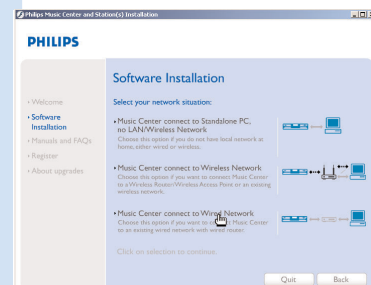 Philips Music Center and Station(s) Installation
PHILIPS
Software Installation
Welcome
Software
Installation
Manuals and FAQs
Register
About upgrades
Select your network situation:
Music Center connect to Standalone PC,
no LAN/Wireless Network
Choose this option if you do not have local network at
home, either wired or wireless.
Music Center connect to Wireless Network
Choose this option if you want to connect Music Center
to a Wireless Router/Wireless Access Point or an existing
wireless network.
Music Center connect to Wired Network
Choose this option if you want to Music Center
to an existing wired network with wired router.
Click on selection to continue.
Quit
Back